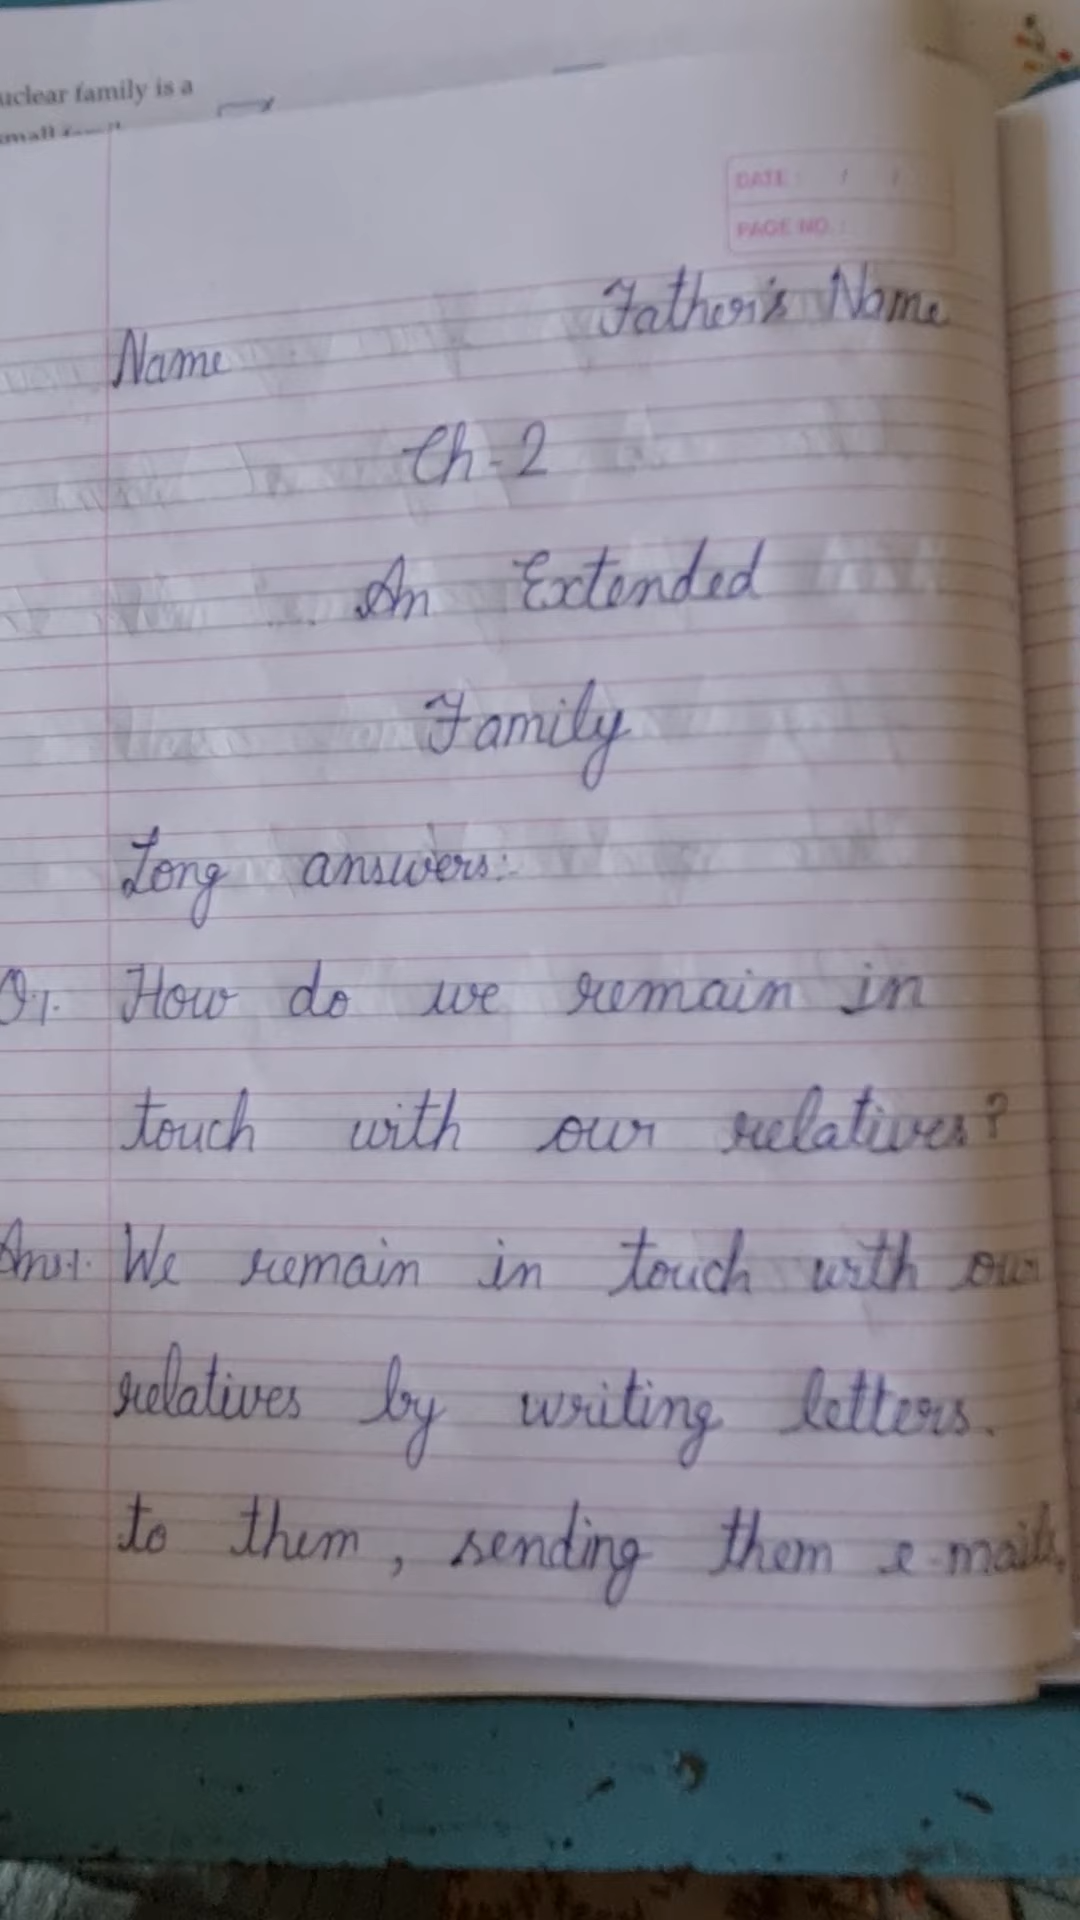 nuclear family is a
small
DATE : / /
PAGE NO. :
Father's Name
Name
Ch-2
An Extended
Family
Long answers:
Q1. How do we remain in
touch with our relatives?
Ans1. We remain in touch with our
relatives by writing letters.
to them, sending them e-mails,